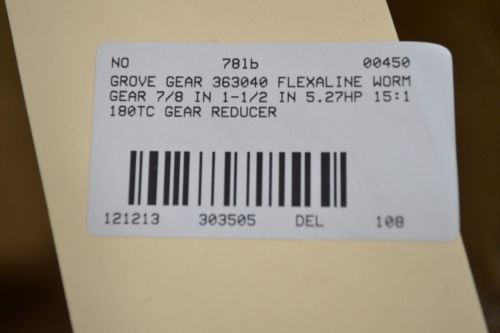 NO 781b 00450
GROVE GEAR 363040 FLEXALINE WORM
GEAR 7/8 IN 1-1/2 IN 5.27HP 15:1
180TC GEAR REDUCER
121213 303505 DEL 108